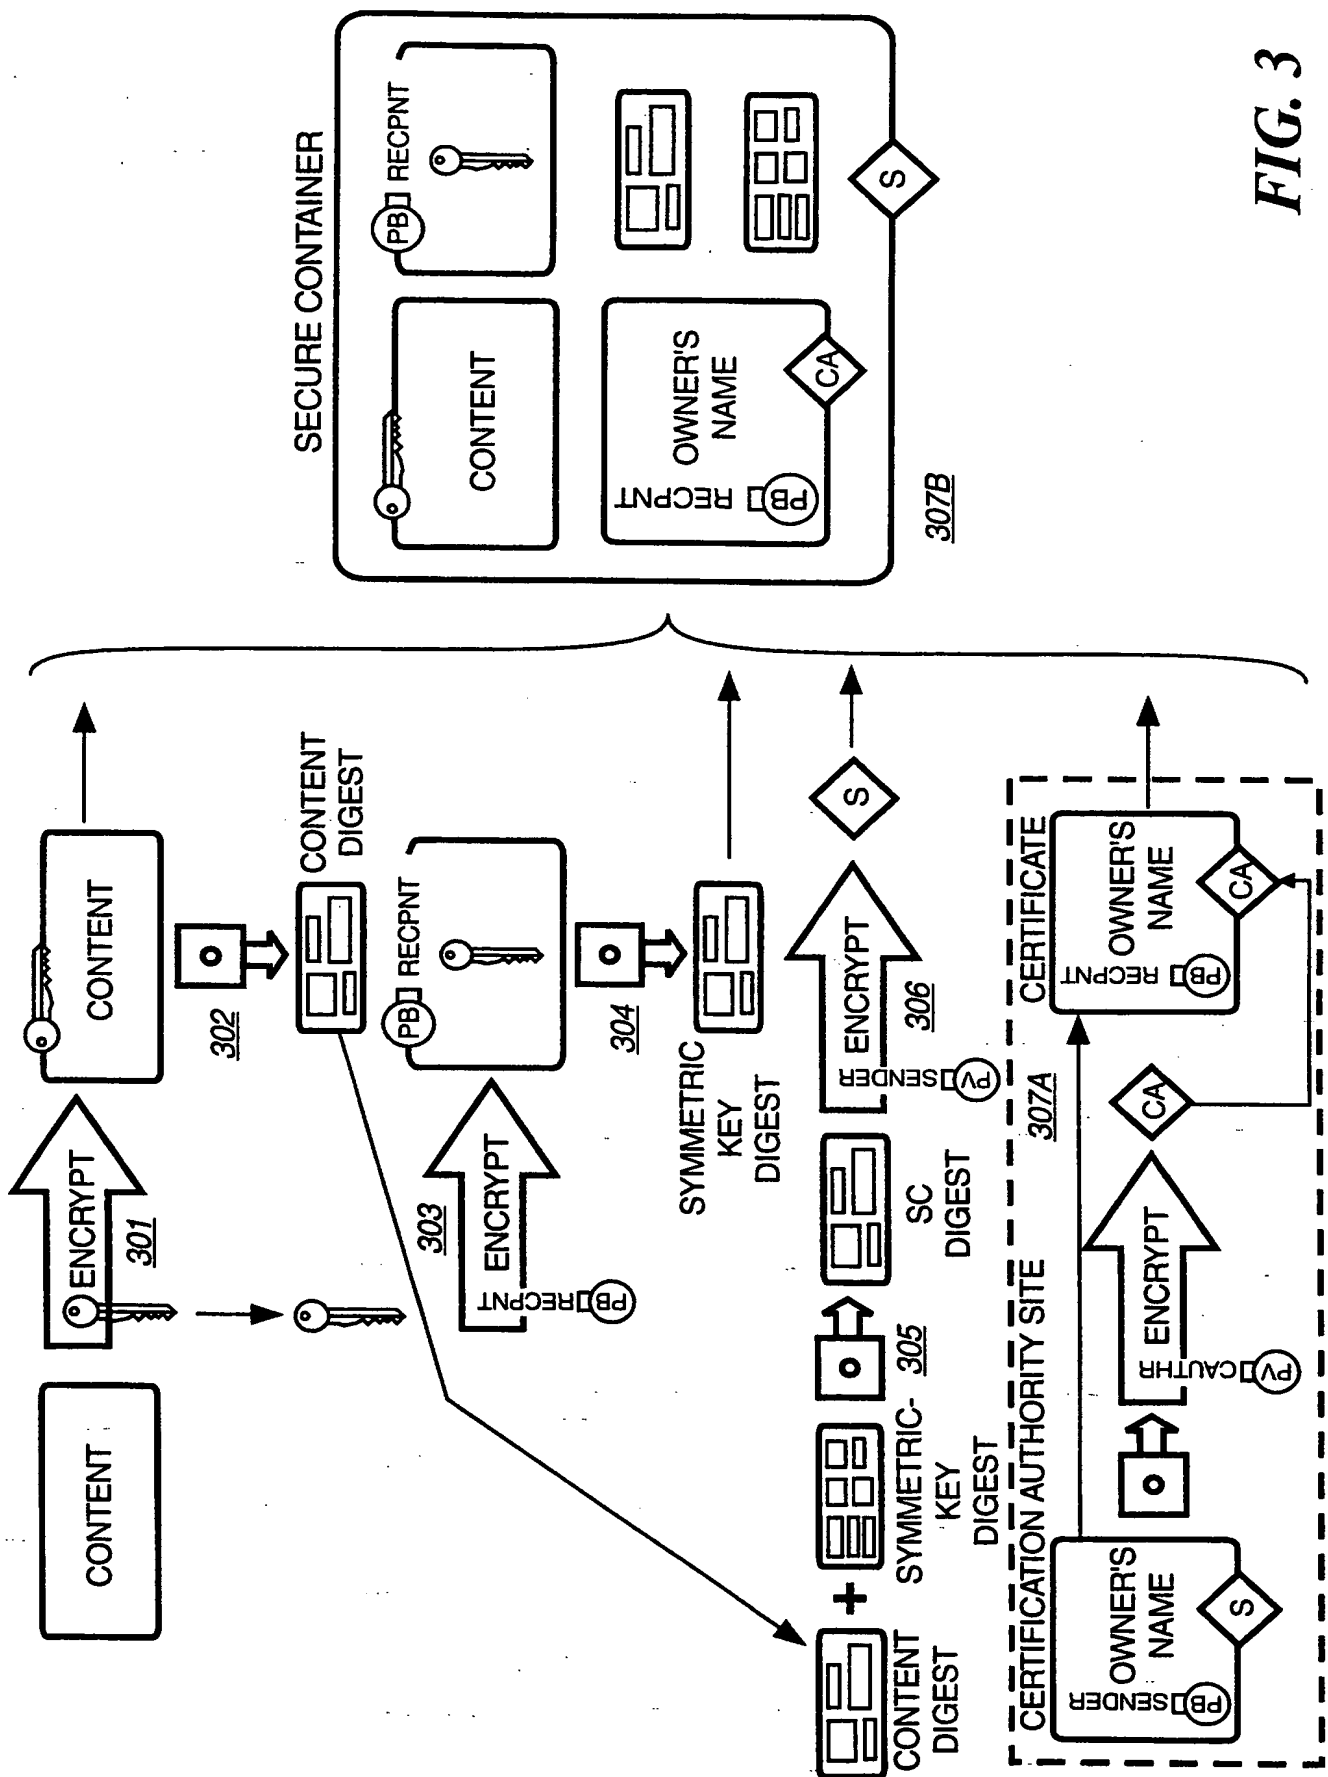 CONTENT
ENCRYPT
301
CONTENT
302
CONTENT
DIGEST
303
ENCRYPT
RECPNT
PB
PB
RECPNT
304
SYMMETRIC
KEY
DIGEST
CONTENT
DIGEST
+
SYMMETRIC-
KEY
DIGEST
305
SC
DIGEST
ENCRYPT
306
SENDER
PV
S
CERTIFICATION AUTHORITY SITE
307A
CERTIFICATE
OWNER'S
NAME
SENDER
PB
S
ENCRYPT
CAUTHR
PV
CA
OWNER'S
NAME
RECPNT
PB
CA
SECURE CONTAINER
CONTENT
PB
RECPNT
OWNER'S
NAME
RECPNT
PB
CA
S
307B
FIG. 3